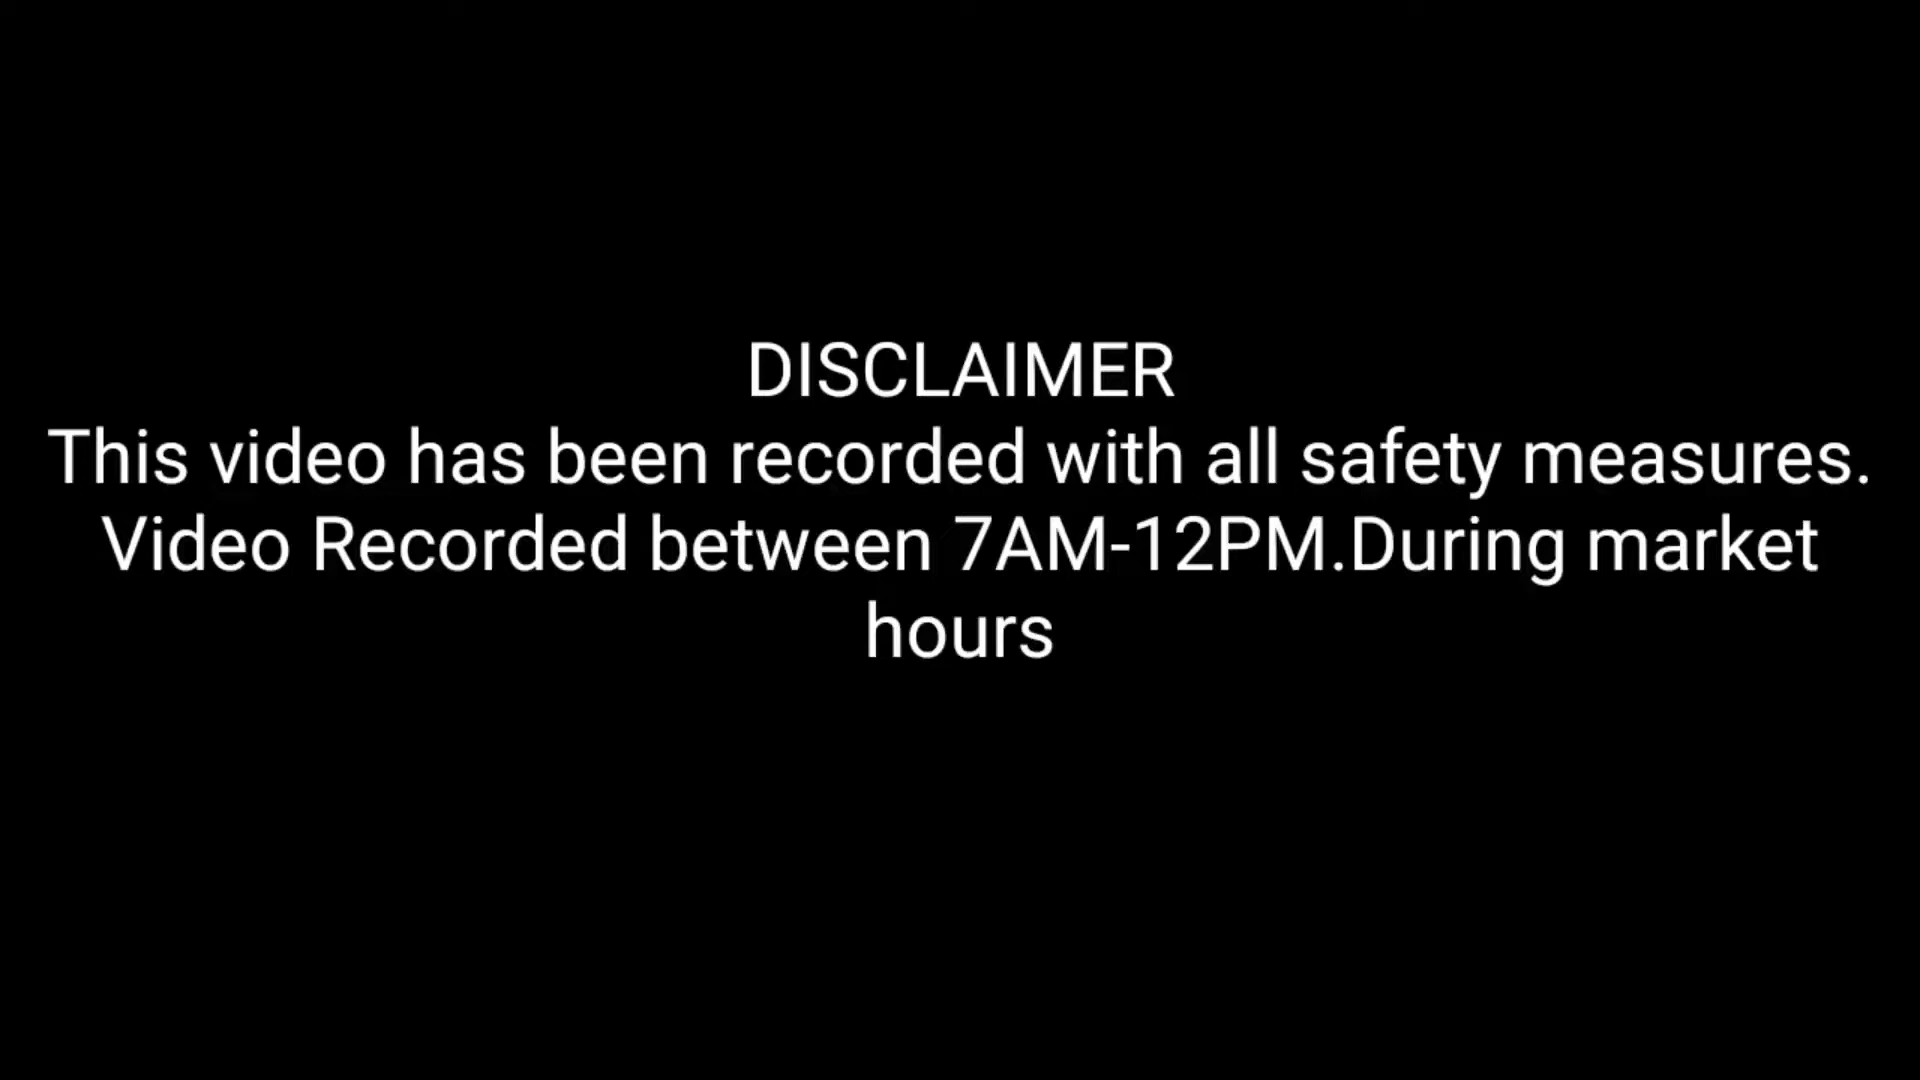 DISCLAIMER
This video has been recorded with all safety measures.
Video Recorded between 7AM-12PM.During market
hours